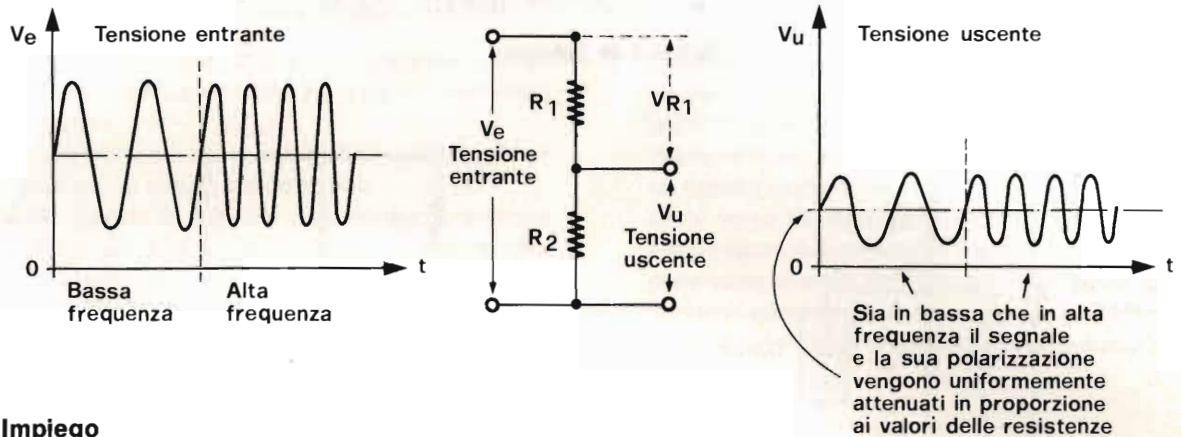 Ve
Tensione entrante
0
t
Bassa
frequenza
Alta
frequenza
Ve
Tensione
entrante
R1
R2
VR1
Vu
Tensione
uscente
Vu
Tensione uscente
0
t
Sia in bassa che in alta
frequenza il segnale
e la sua polarizzazione
vengono uniformemente
attenuati in proporzione
ai valori delle resistenze
Impiego